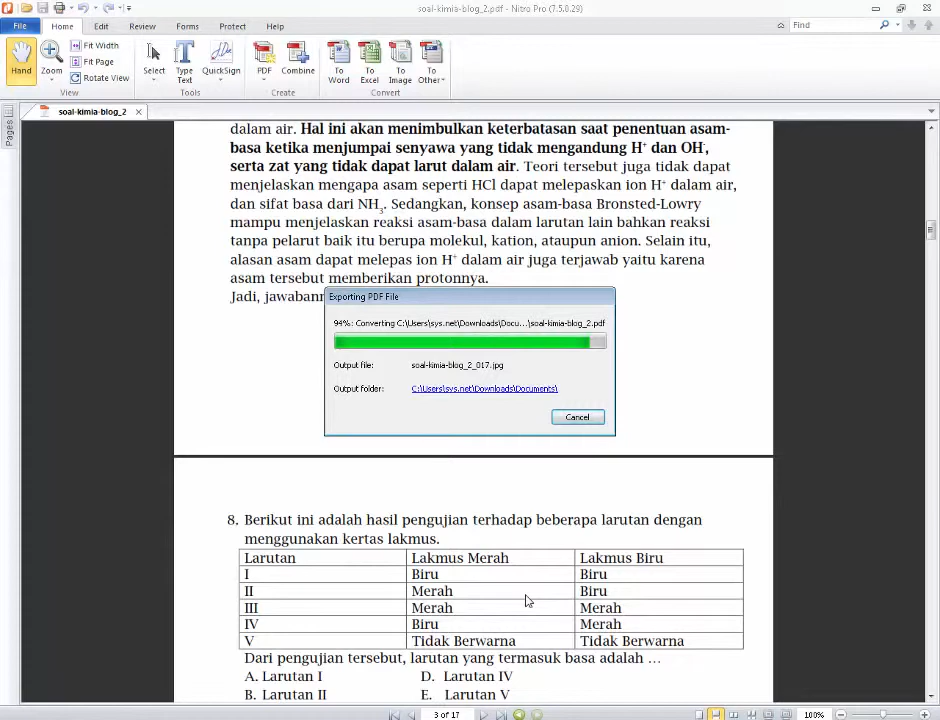 soal-kimia-blog_2.pdf - Nitro Pro (7.5.0.29)
File Home Edit Review Forms Protect Help Find
Hand Zoom Fit Width Fit Page Rotate View Select Type Text QuickSign PDF Combine To Word To Excel To Image To Other
View Tools Create Convert
soal-kimia-blog_2
Pages
dalam air. Hal ini akan menimbulkan keterbatasan saat penentuan asam-
basa ketika menjumpai senyawa yang tidak mengandung H⁺ dan OH⁻,
serta zat yang tidak dapat larut dalam air. Teori tersebut juga tidak dapat
menjelaskan mengapa asam seperti HCl dapat melepaskan ion H⁺ dalam air,
dan sifat basa dari NH₃. Sedangkan, konsep asam-basa Bronsted-Lowry
mampu menjelaskan reaksi asam-basa dalam larutan lain bahkan reaksi
tanpa pelarut baik itu berupa molekul, kation, ataupun anion. Selain itu,
alasan asam dapat melepas ion H⁺ dalam air juga terjawab yaitu karena
asam tersebut memberikan protonnya.
Jadi, jawabann
Exporting PDF File
94%: Converting C:\Users\sys.net\Downloads\Docu...\soal-kimia-blog_2.pdf
Output file: soal-kimia-blog_2_017.jpg
Output folder: C:\Users\sys.net\Downloads\Documents\
Cancel
8. Berikut ini adalah hasil pengujian terhadap beberapa larutan dengan
menggunakan kertas lakmus.
Larutan Lakmus Merah Lakmus Biru
I Biru Biru
II Merah Biru
III Merah Merah
IV Biru Merah
V Tidak Berwarna Tidak Berwarna
Dari pengujian tersebut, larutan yang termasuk basa adalah ...
A. Larutan I D. Larutan IV
B. Larutan II E. Larutan V
3 of 17 100%